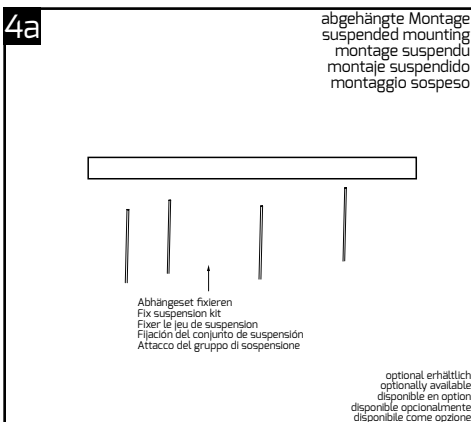 4a
abgehängte Montage
suspended mounting
montage suspendu
montaje suspendido
montaggio sospeso
Abhängeset fixieren
Fix suspension kit
Fixer le jeu de suspension
Fijación del conjunto de suspensión
Attacco del gruppo di sospensione
optional erhältlich
optionally available
disponible en option
disponible opcionalmente
disponibile come opzione